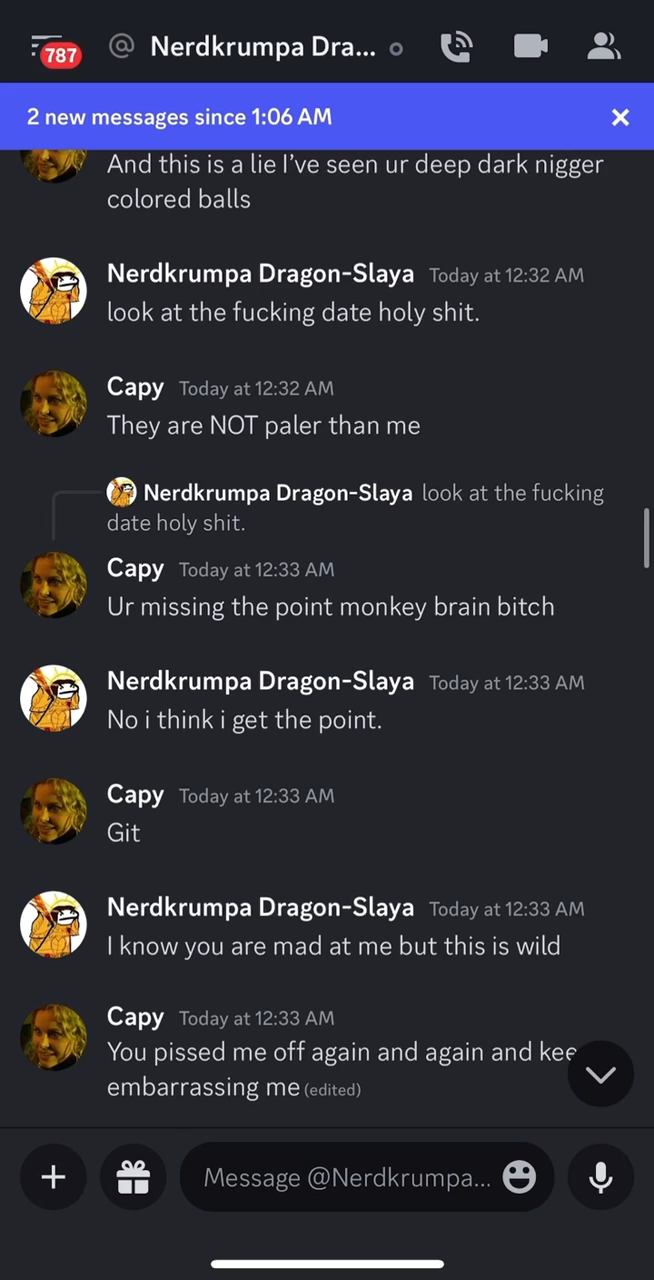 787
@ Nerdkrumpa Dra...
2 new messages since 1:06 AM
And this is a lie I've seen ur deep dark nigger
colored balls
Nerdkrumpa Dragon-Slaya Today at 12:32 AM
look at the fucking date holy shit.
Capy Today at 12:32 AM
They are NOT paler than me
Nerdkrumpa Dragon-Slaya look at the fucking
date holy shit.
Capy Today at 12:33 AM
Ur missing the point monkey brain bitch
Nerdkrumpa Dragon-Slaya Today at 12:33 AM
No i think i get the point.
Capy Today at 12:33 AM
Git
Nerdkrumpa Dragon-Slaya Today at 12:33 AM
I know you are mad at me but this is wild
Capy Today at 12:33 AM
You pissed me off again and again and kee
embarrassing me (edited)
Message @Nerdkrumpa...